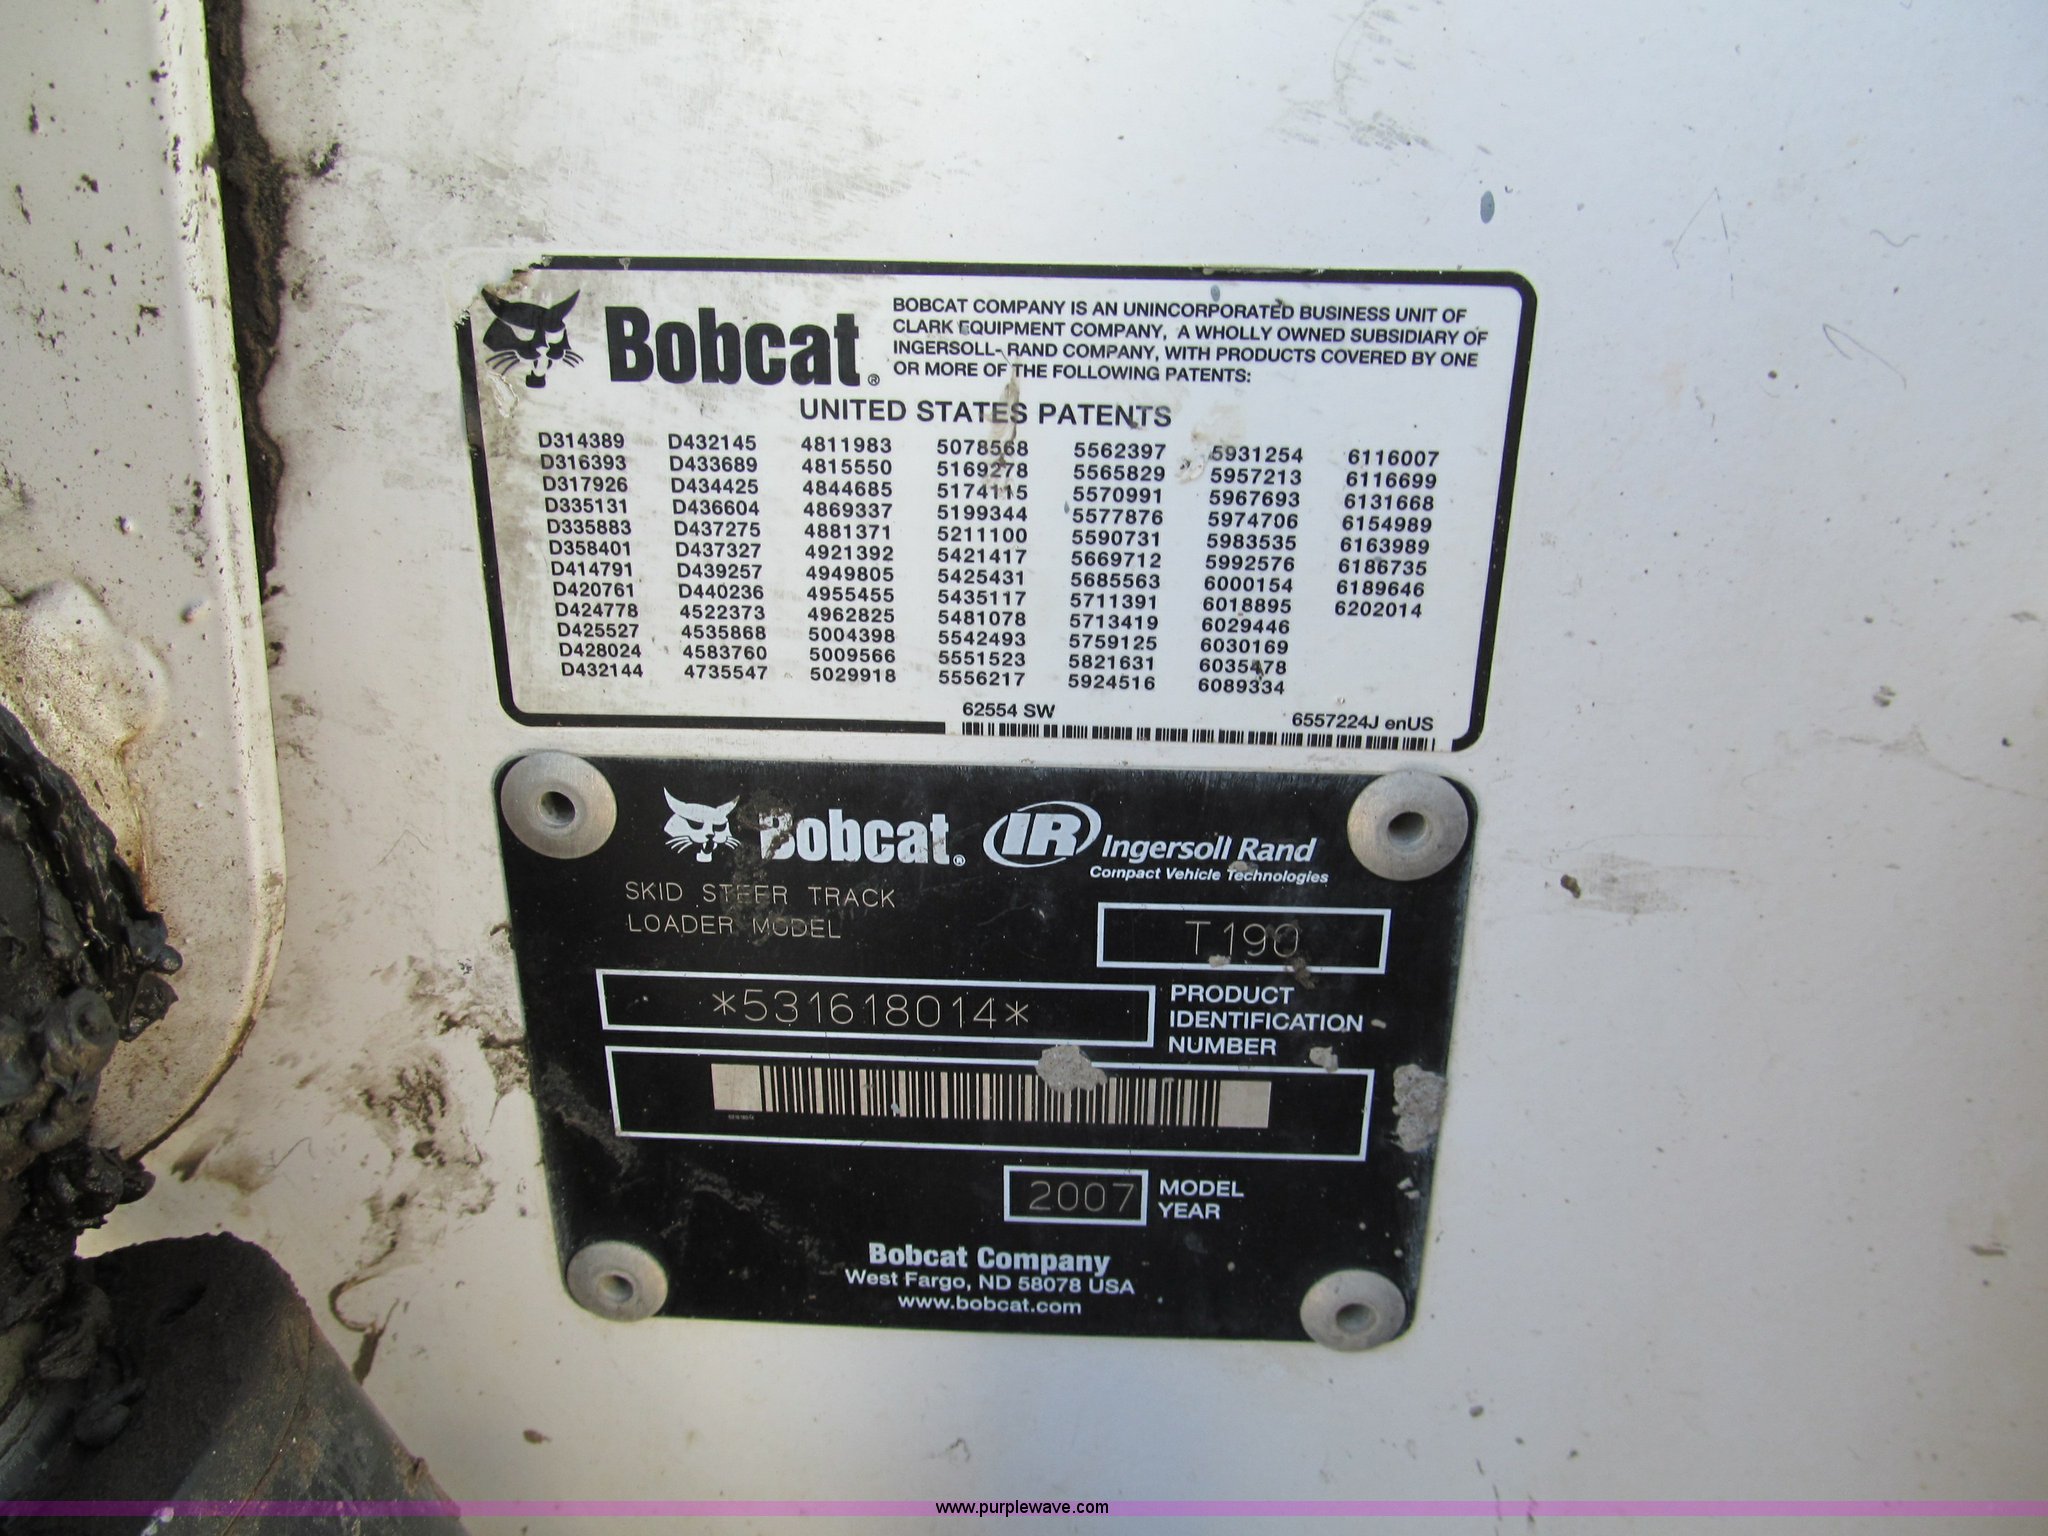 Bobcat®
BOBCAT COMPANY IS AN UNINCORPORATED BUSINESS UNIT OF
CLARK EQUIPMENT COMPANY, A WHOLLY OWNED SUBSIDIARY OF
INGERSOLL- RAND COMPANY, WITH PRODUCTS COVERED BY ONE
OR MORE OF THE FOLLOWING PATENTS:
UNITED STATES PATENTS
D314389 D432145 4811983 5078568 5562397 5931254 6116007
D316393 D433689 4815550 5169278 5565829 5957213 6116699
D317926 D434425 4844685 5174115 5570991 5967693 6131668
D335131 D436604 4869337 5199344 5577876 5974706 6154989
D335883 D437275 4881371 5211100 5590731 5983535 6163989
D358401 D437327 4921392 5421417 5669712 5992576 6186735
D414791 D439257 4949805 5425431 5685563 6000154 6189646
D420761 D440236 4955455 5435117 5711391 6018895 6202014
D424778 4522373 4962825 5481078 5713419 6029446
D425527 4535868 5004398 5542493 5759125 6030169
D428024 4583760 5009566 5551523 5821631 6035478
D432144 4735547 5029918 5556217 5924516 6089334
62554 SW 6557224J enUS
Bobcat® IR Ingersoll Rand
Compact Vehicle Technologies
SKID STEER TRACK
LOADER MODEL
T190
*531618014*
PRODUCT
IDENTIFICATION
NUMBER
2007
MODEL
YEAR
Bobcat Company
West Fargo, ND 58078 USA
www.bobcat.com
www.purplewave.com